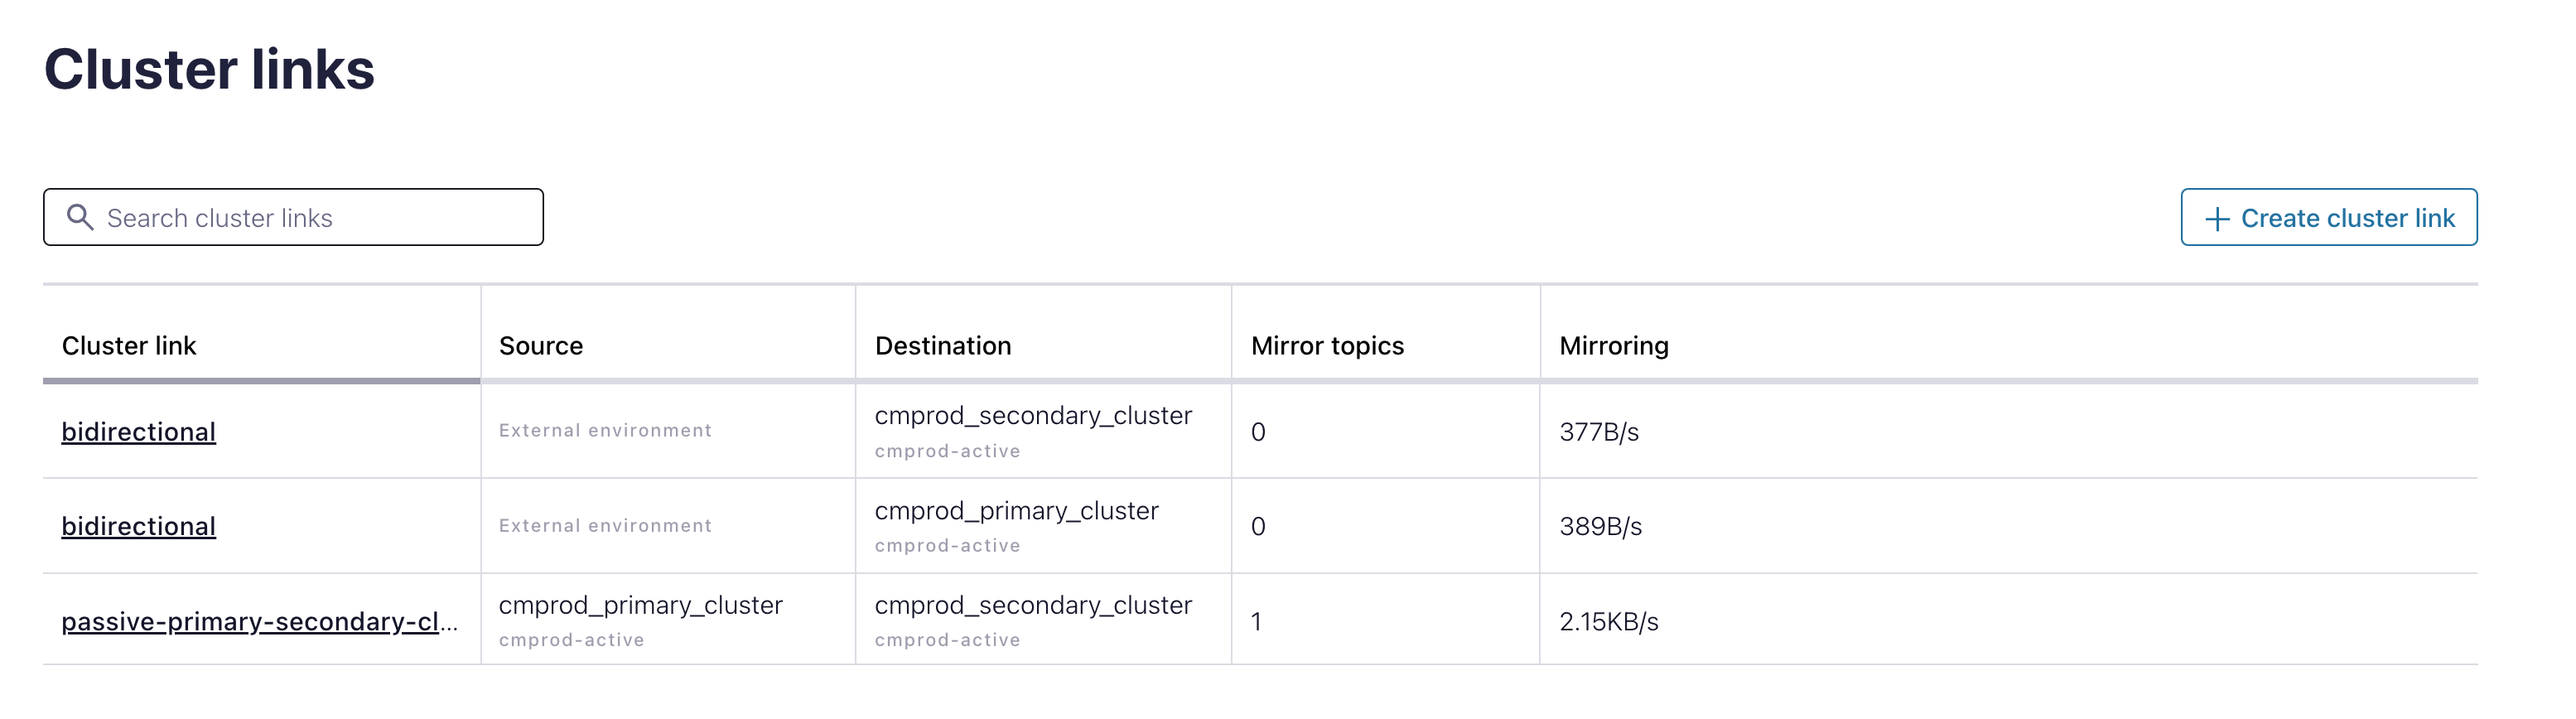 Cluster links
Search cluster links
Create cluster link
Cluster link Source Destination Mirror topics Mirroring
bidirectional External environment cmprod_secondary_cluster 0 377B/s
cmprod-active
bidirectional External environment cmprod_primary_cluster 0 389B/s
cmprod-active
passive-primary-secondary-cl... cmprod_primary_cluster cmprod_secondary_cluster 1 2.15KB/s
cmprod-active cmprod-active